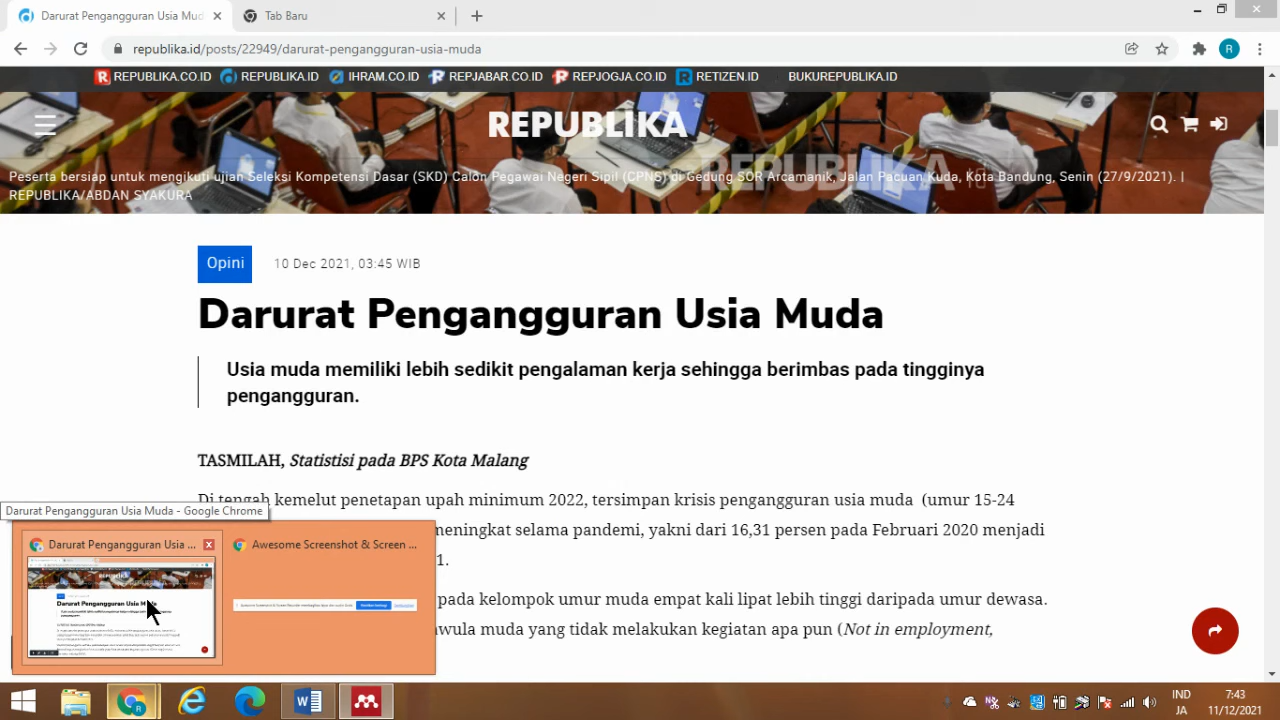 Darurat Pengangguran Usia Mud
Tab Baru
republika.id/posts/22949/darurat-pengangguran-usia-muda
R
REPUBLIKA.CO.ID REPUBLIKA.ID IHRAM.CO.ID REPJABAR.CO.ID REPJOGJA.CO.ID RETIZEN.ID BUKUREPUBLIKA.ID
REPUBLIKA
REPUBLIKA.id
Peserta bersiap untuk mengikuti ujian Seleksi Kompetensi Dasar (SKD) Calon Pegawai Negeri Sipil (CPNS) di Gedung SOR Arcamanik, Jalan Pacuan Kuda, Kota Bandung, Senin (27/9/2021). |
REPUBLIKA/ABDAN SYAKURA
Opini 10 Dec 2021, 03:45 WIB
Darurat Pengangguran Usia Muda
Usia muda memiliki lebih sedikit pengalaman kerja sehingga berimbas pada tingginya
pengangguran.
TASMILAH, Statistisi pada BPS Kota Malang
Di tengah kemelut penetapan upah minimum 2022, tersimpan krisis pengangguran usia muda (umur 15-24
Darurat Pengangguran Usia Muda - Google Chrome
meningkat selama pandemi, yakni dari 16,31 persen pada Februari 2020 menjadi
Darurat Pengangguran Usia ... Awesome Screenshot & Screen ...
1.
pada kelompok umur muda empat kali lipat lebih tinggi daripada umur dewasa.
Darurat Pengangguran Usia Muda
awula muda yang tidak melakukan kegiatan apa pun (Not in empployment,
IND 7:43
JA 11/12/2021